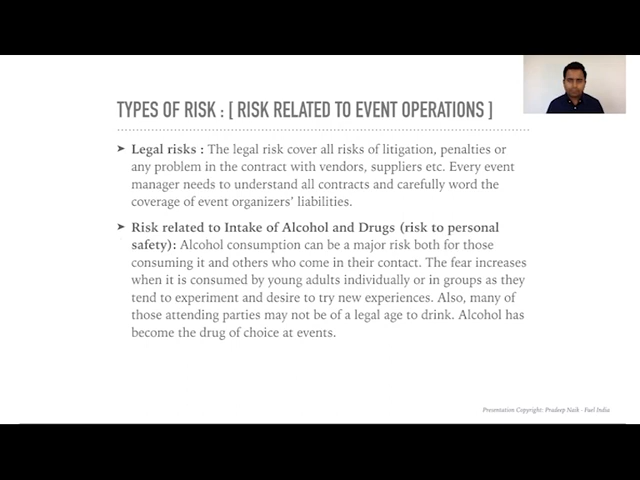 TYPES OF RISK : [ RISK RELATED TO EVENT OPERATIONS ]
➤ Legal risks : The legal risk cover all risks of litigation, penalties or
any problem in the contract with vendors, suppliers etc. Every event
manager needs to understand all contracts and carefully word the
coverage of event organizers’ liabilities.
➤ Risk related to Intake of Alcohol and Drugs (risk to personal
safety): Alcohol consumption can be a major risk both for those
consuming it and others who come in their contact. The fear increases
when it is consumed by young adults individually or in groups as they
tend to experiment and desire to try new experiences. Also, many of
those attending parties may not be of a legal age to drink. Alcohol has
become the drug of choice at events.
Presentation Copyright: Pradeep Naik - Fuel India